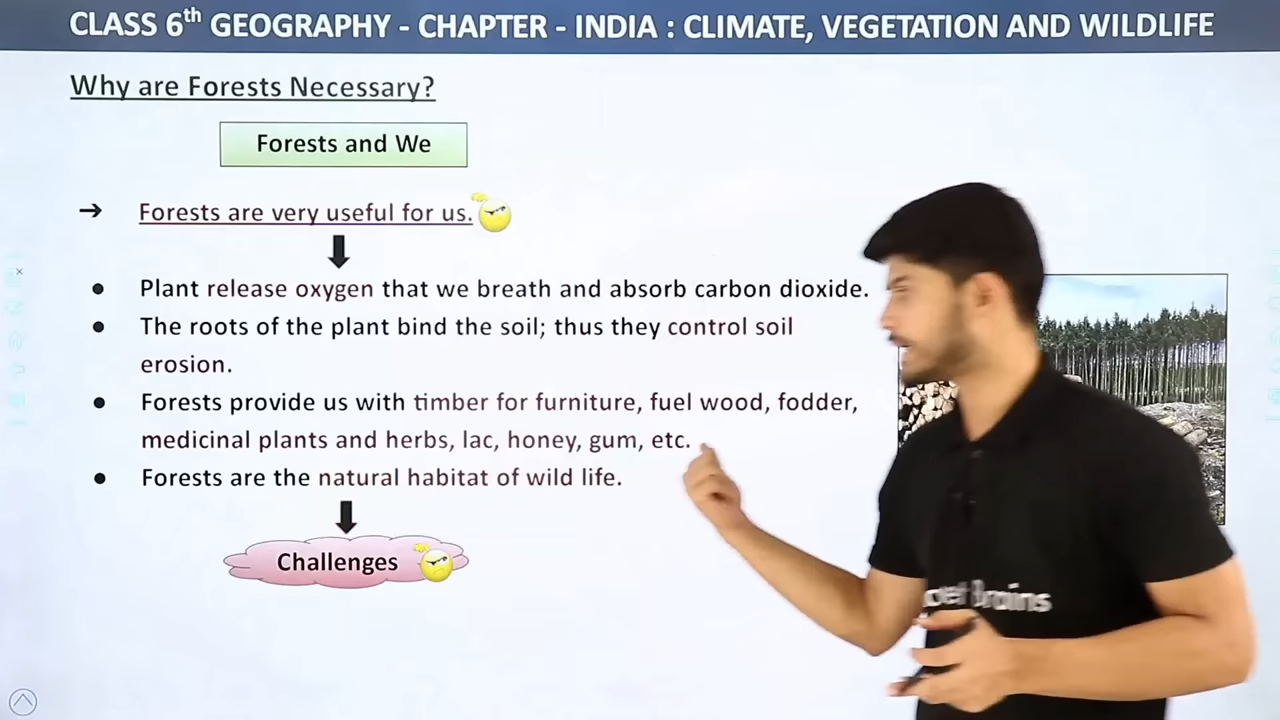 CLASS 6th GEOGRAPHY - CHAPTER - INDIA : CLIMATE, VEGETATION AND WILDLIFE
Why are Forests Necessary?
Forests and We
➔ Forests are very useful for us.
● Plant release oxygen that we breath and absorb carbon dioxide.
● The roots of the plant bind the soil; thus they control soil
erosion.
● Forests provide us with timber for furniture, fuel wood, fodder,
medicinal plants and herbs, lac, honey, gum, etc.
● Forests are the natural habitat of wild life.
Challenges
Brains